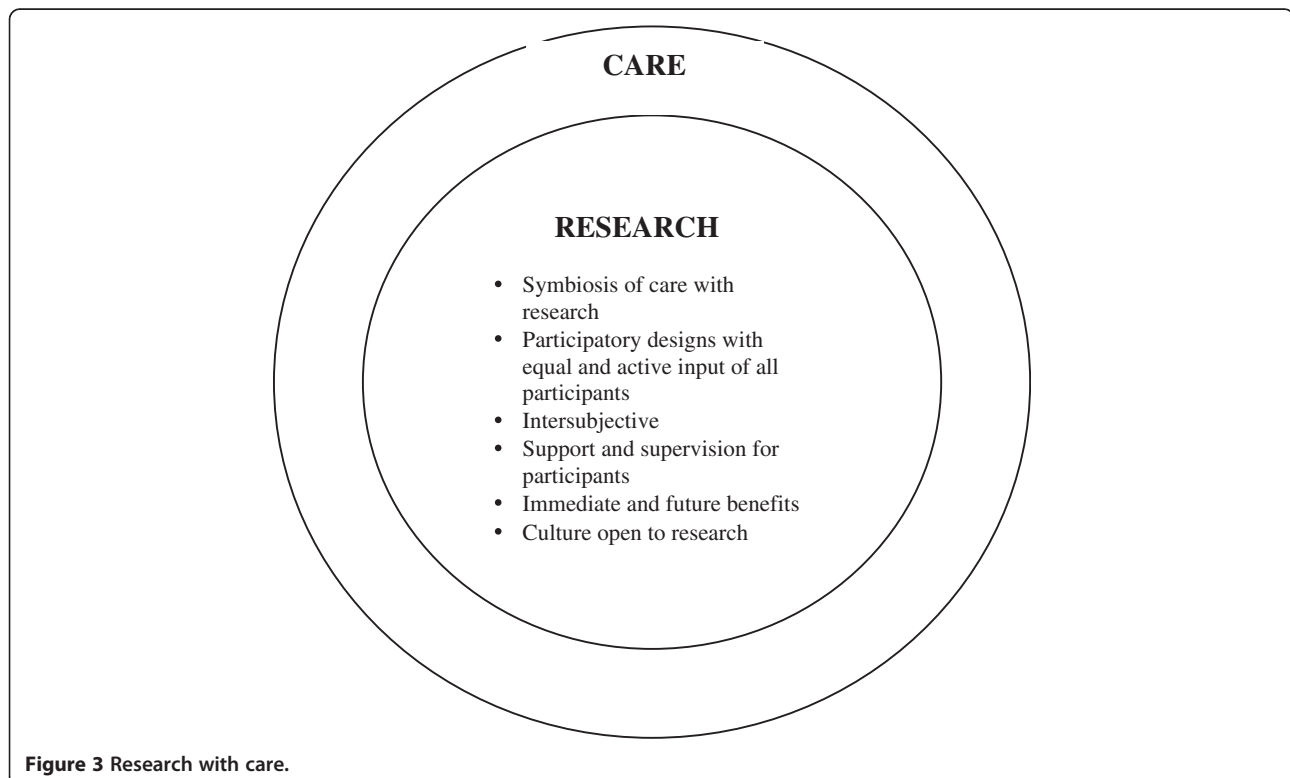 CARE
RESEARCH
• Symbiosis of care with
research
• Participatory designs with
equal and active input of all
participants
• Intersubjective
• Support and supervision for
participants
• Immediate and future benefits
• Culture open to research
Figure 3 Research with care.